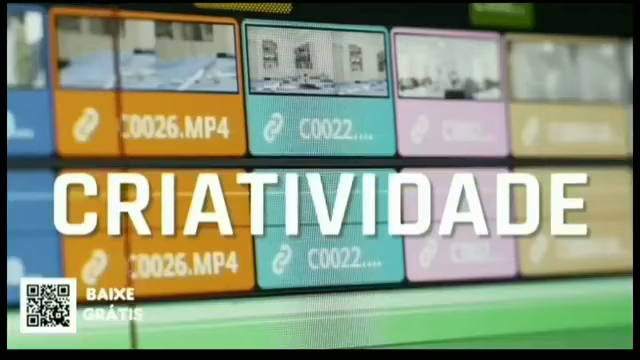 C0026.MP4
C0022....
CRIATIVIDADE
C0026.MP4
C0022....
BAIXE
GRÁTIS